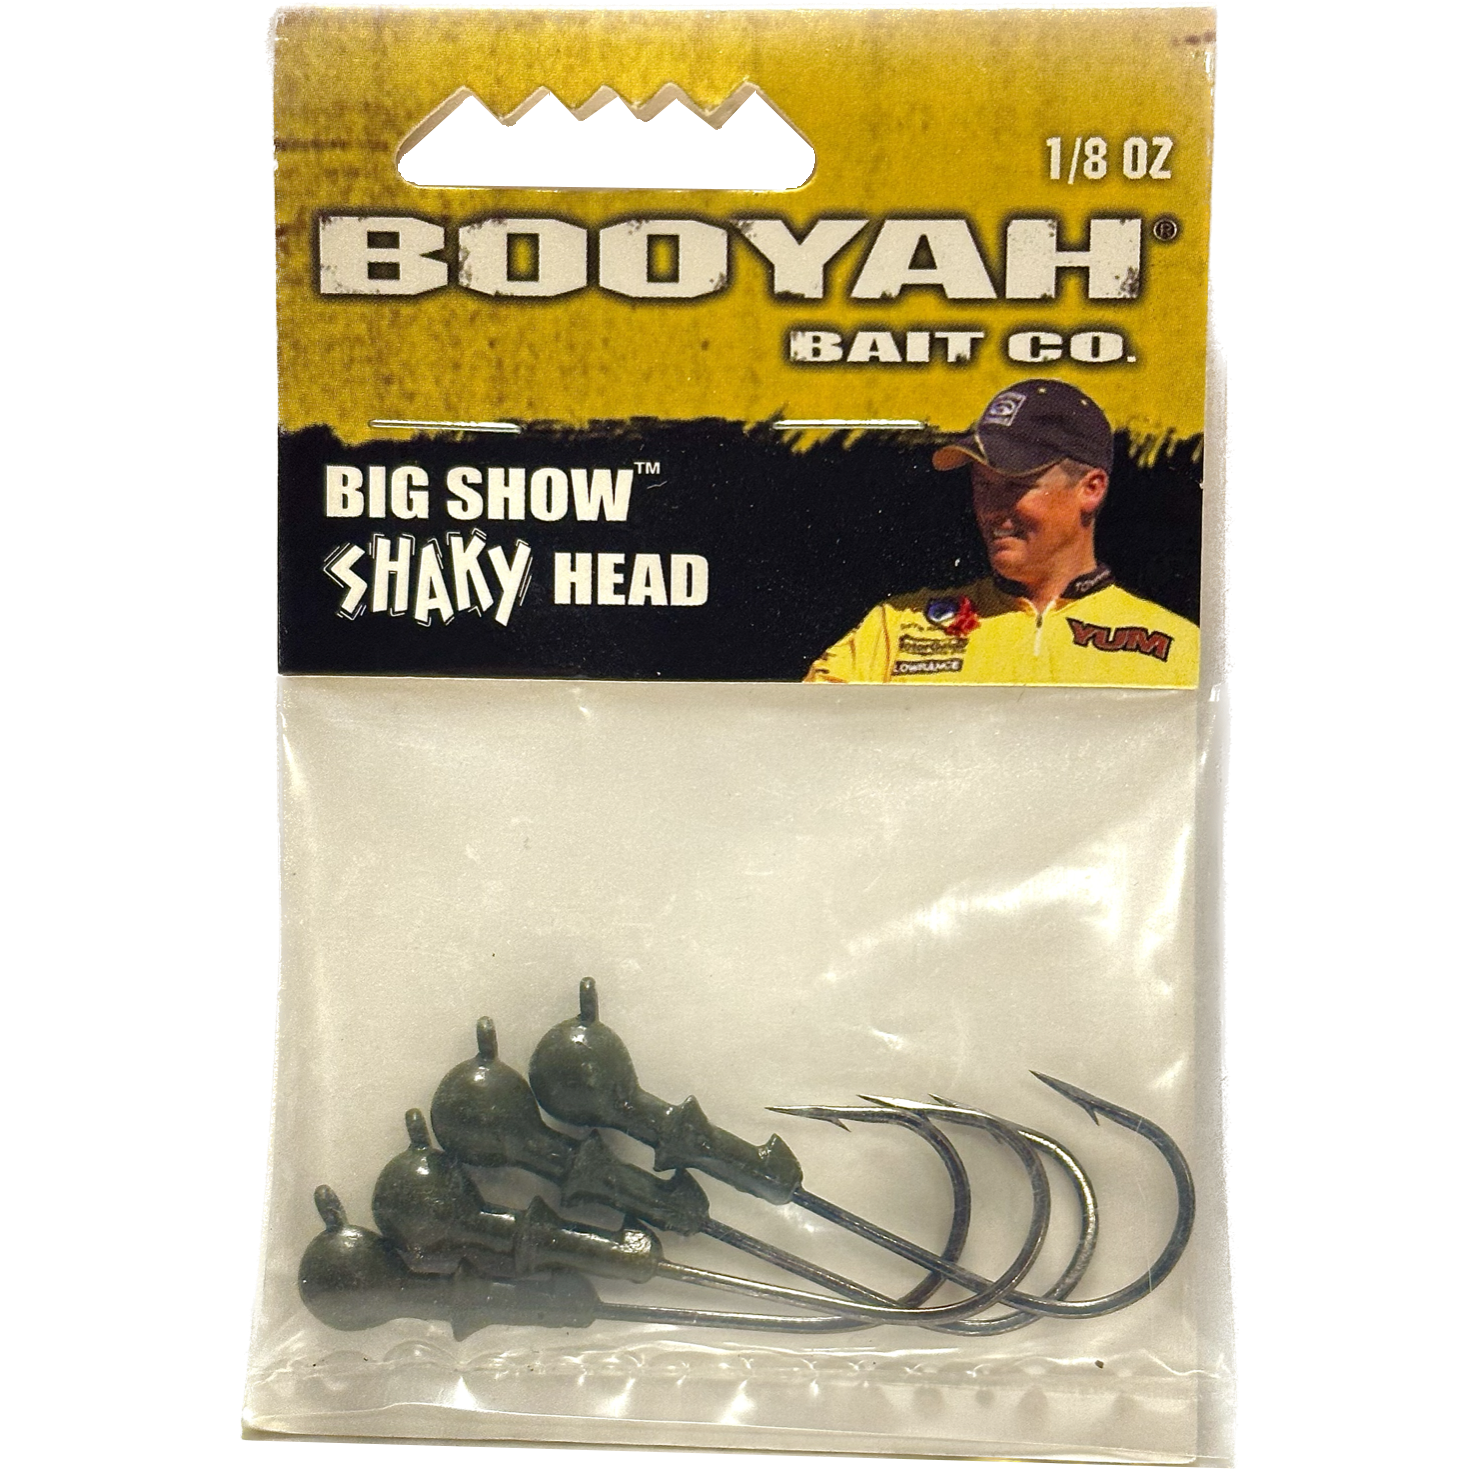 1/8 OZ
BOOYAH®
BAIT CO.
BIG SHOW™
SHAKY HEAD
YUM
LOWRANCE